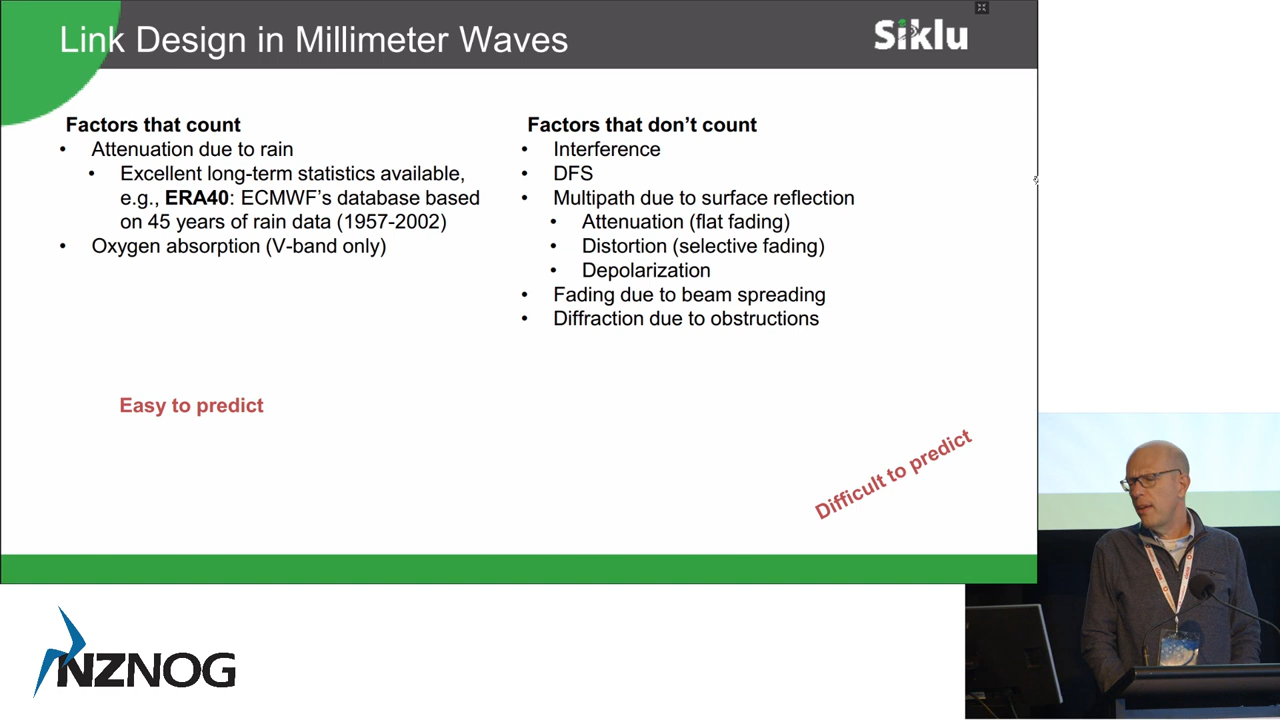 Link Design in Millimeter Waves
Siklu
Factors that count
• Attenuation due to rain
• Excellent long-term statistics available,
e.g., ERA40: ECMWF's database based
on 45 years of rain data (1957-2002)
• Oxygen absorption (V-band only)
Easy to predict
Factors that don't count
• Interference
• DFS
• Multipath due to surface reflection
• Attenuation (flat fading)
• Distortion (selective fading)
• Depolarization
• Fading due to beam spreading
• Diffraction due to obstructions
Difficult to predict
NZNOG